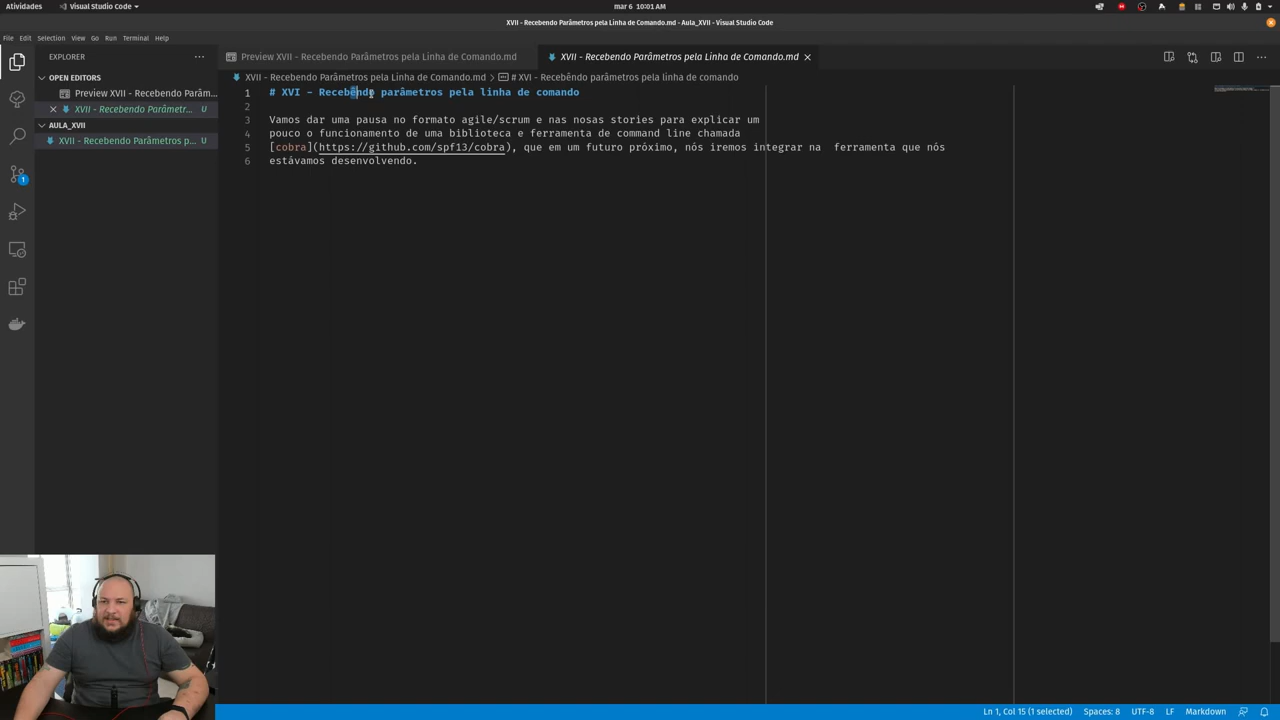 Atividades
Visual Studio Code
mar 6 10:01 AM
XVII - Recebendo Parâmetros pela Linha de Comando.md - Aula_XVII - Visual Studio Code
File Edit Selection View Go Run Terminal Help
EXPLORER
OPEN EDITORS
Preview XVII - Recebendo Parâm...
XVII - Recebendo Parâmetr... U
AULA_XVII
XVII - Recebendo Parâmetros p... U
1
Preview XVII - Recebendo Parâmetros pela Linha de Comando.md
XVII - Recebendo Parâmetros pela Linha de Comando.md
XVII - Recebendo Parâmetros pela Linha de Comando.md > # XVI - Recebêndo parâmetros pela linha de comando
1 # XVI - Recebêndo parâmetros pela linha de comando
2
3 Vamos dar uma pausa no formato agile/scrum e nas nosas stories para explicar um
4 pouco o funcionamento de uma biblioteca e ferramenta de command line chamada
5 [cobra](https://github.com/spf13/cobra), que em um futuro próximo, nós iremos integrar na  ferramenta que nós
6 estávamos desenvolvendo.
Ln 1, Col 15 (1 selected) Spaces: 8 UTF-8 LF Markdown